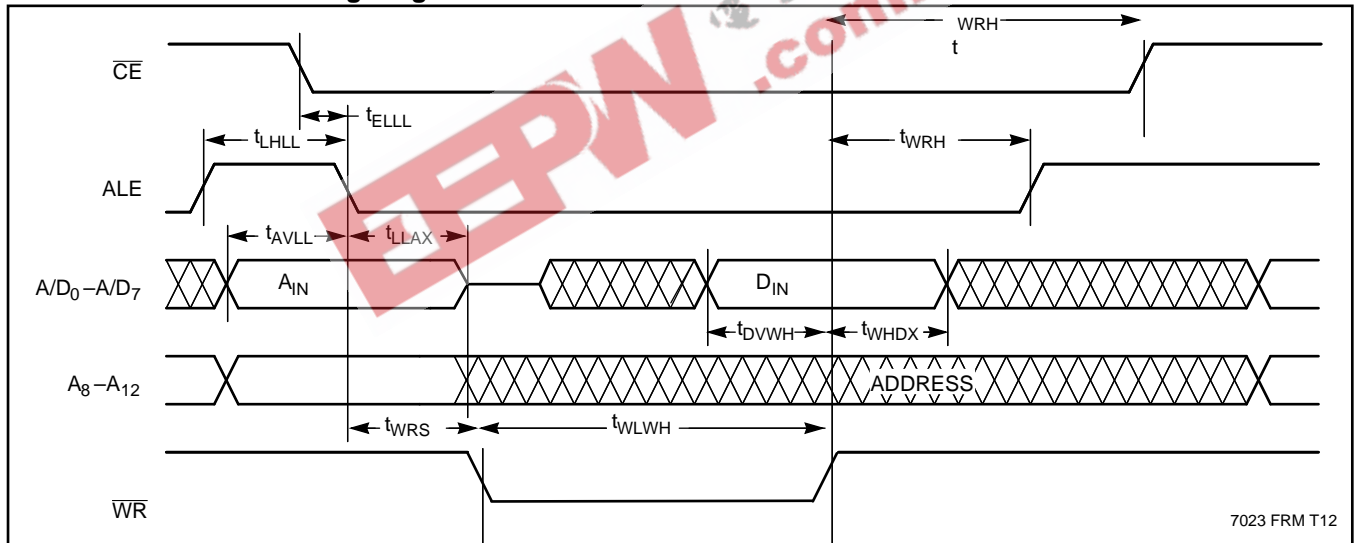 WRH
t
CE
tELLL
tLHLL
tWRH
ALE
tAVLL
tLLAX
A/D0–A/D7
AIN
DIN
tDVWH
tWHDX
A8–A12
ADDRESS
tWRS
tWLWH
WR
7023 FRM T12
EEPW
.com